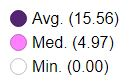 Avg. (15.56)
Med. (4.97)
Min. (0.00)